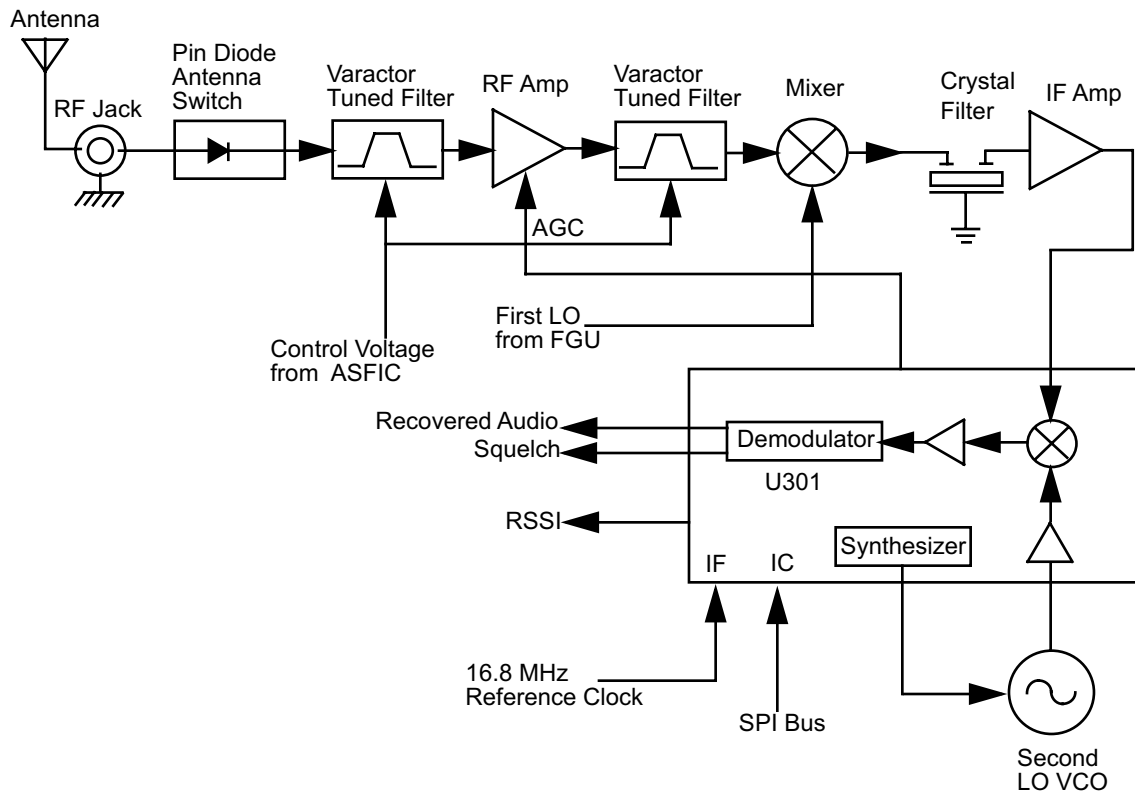 Antenna
Pin Diode
Antenna
Switch
RF Jack
Varactor
Tuned Filter
RF Amp
Varactor
Tuned Filter
Mixer
Crystal
Filter
IF Amp
AGC
First LO
from FGU
Control Voltage
from ASFIC
Recovered Audio
Squelch
Demodulator
U301
RSSI
Synthesizer
IF IC
16.8 MHz
Reference Clock
SPI Bus
Second
LO VCO